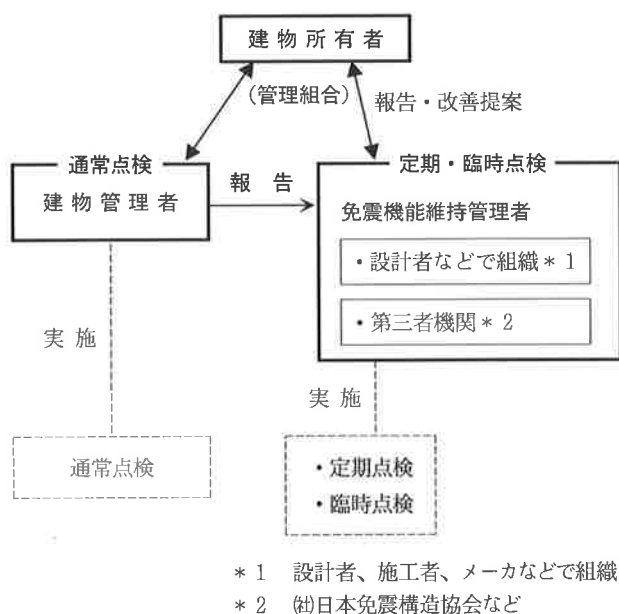 建物所有者
(管理組合)
報告・改善提案
通常点検
建物管理者
報告
定期・臨時点検
免震機能維持管理者
・設計者などで組織*1
・第三者機関*2
実施
実施
通常点検
・定期点検
・臨時点検
*1 設計者、施工者、メーカなどで組織
*2 ㈳日本免震構造協会など